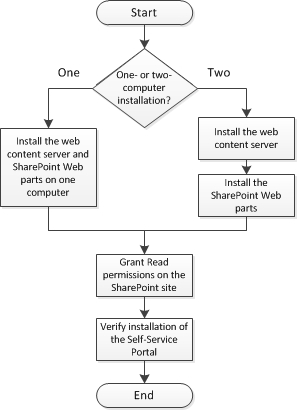 Start
One
Two
One- or two-
computer
installation?
Install the web
content server and
SharePoint Web
parts on one
computer
Install the web
content server
Install the
SharePoint Web
parts
Grant Read
permissions on the
SharePoint site
Verify installation of
the Self-Service
Portal
End